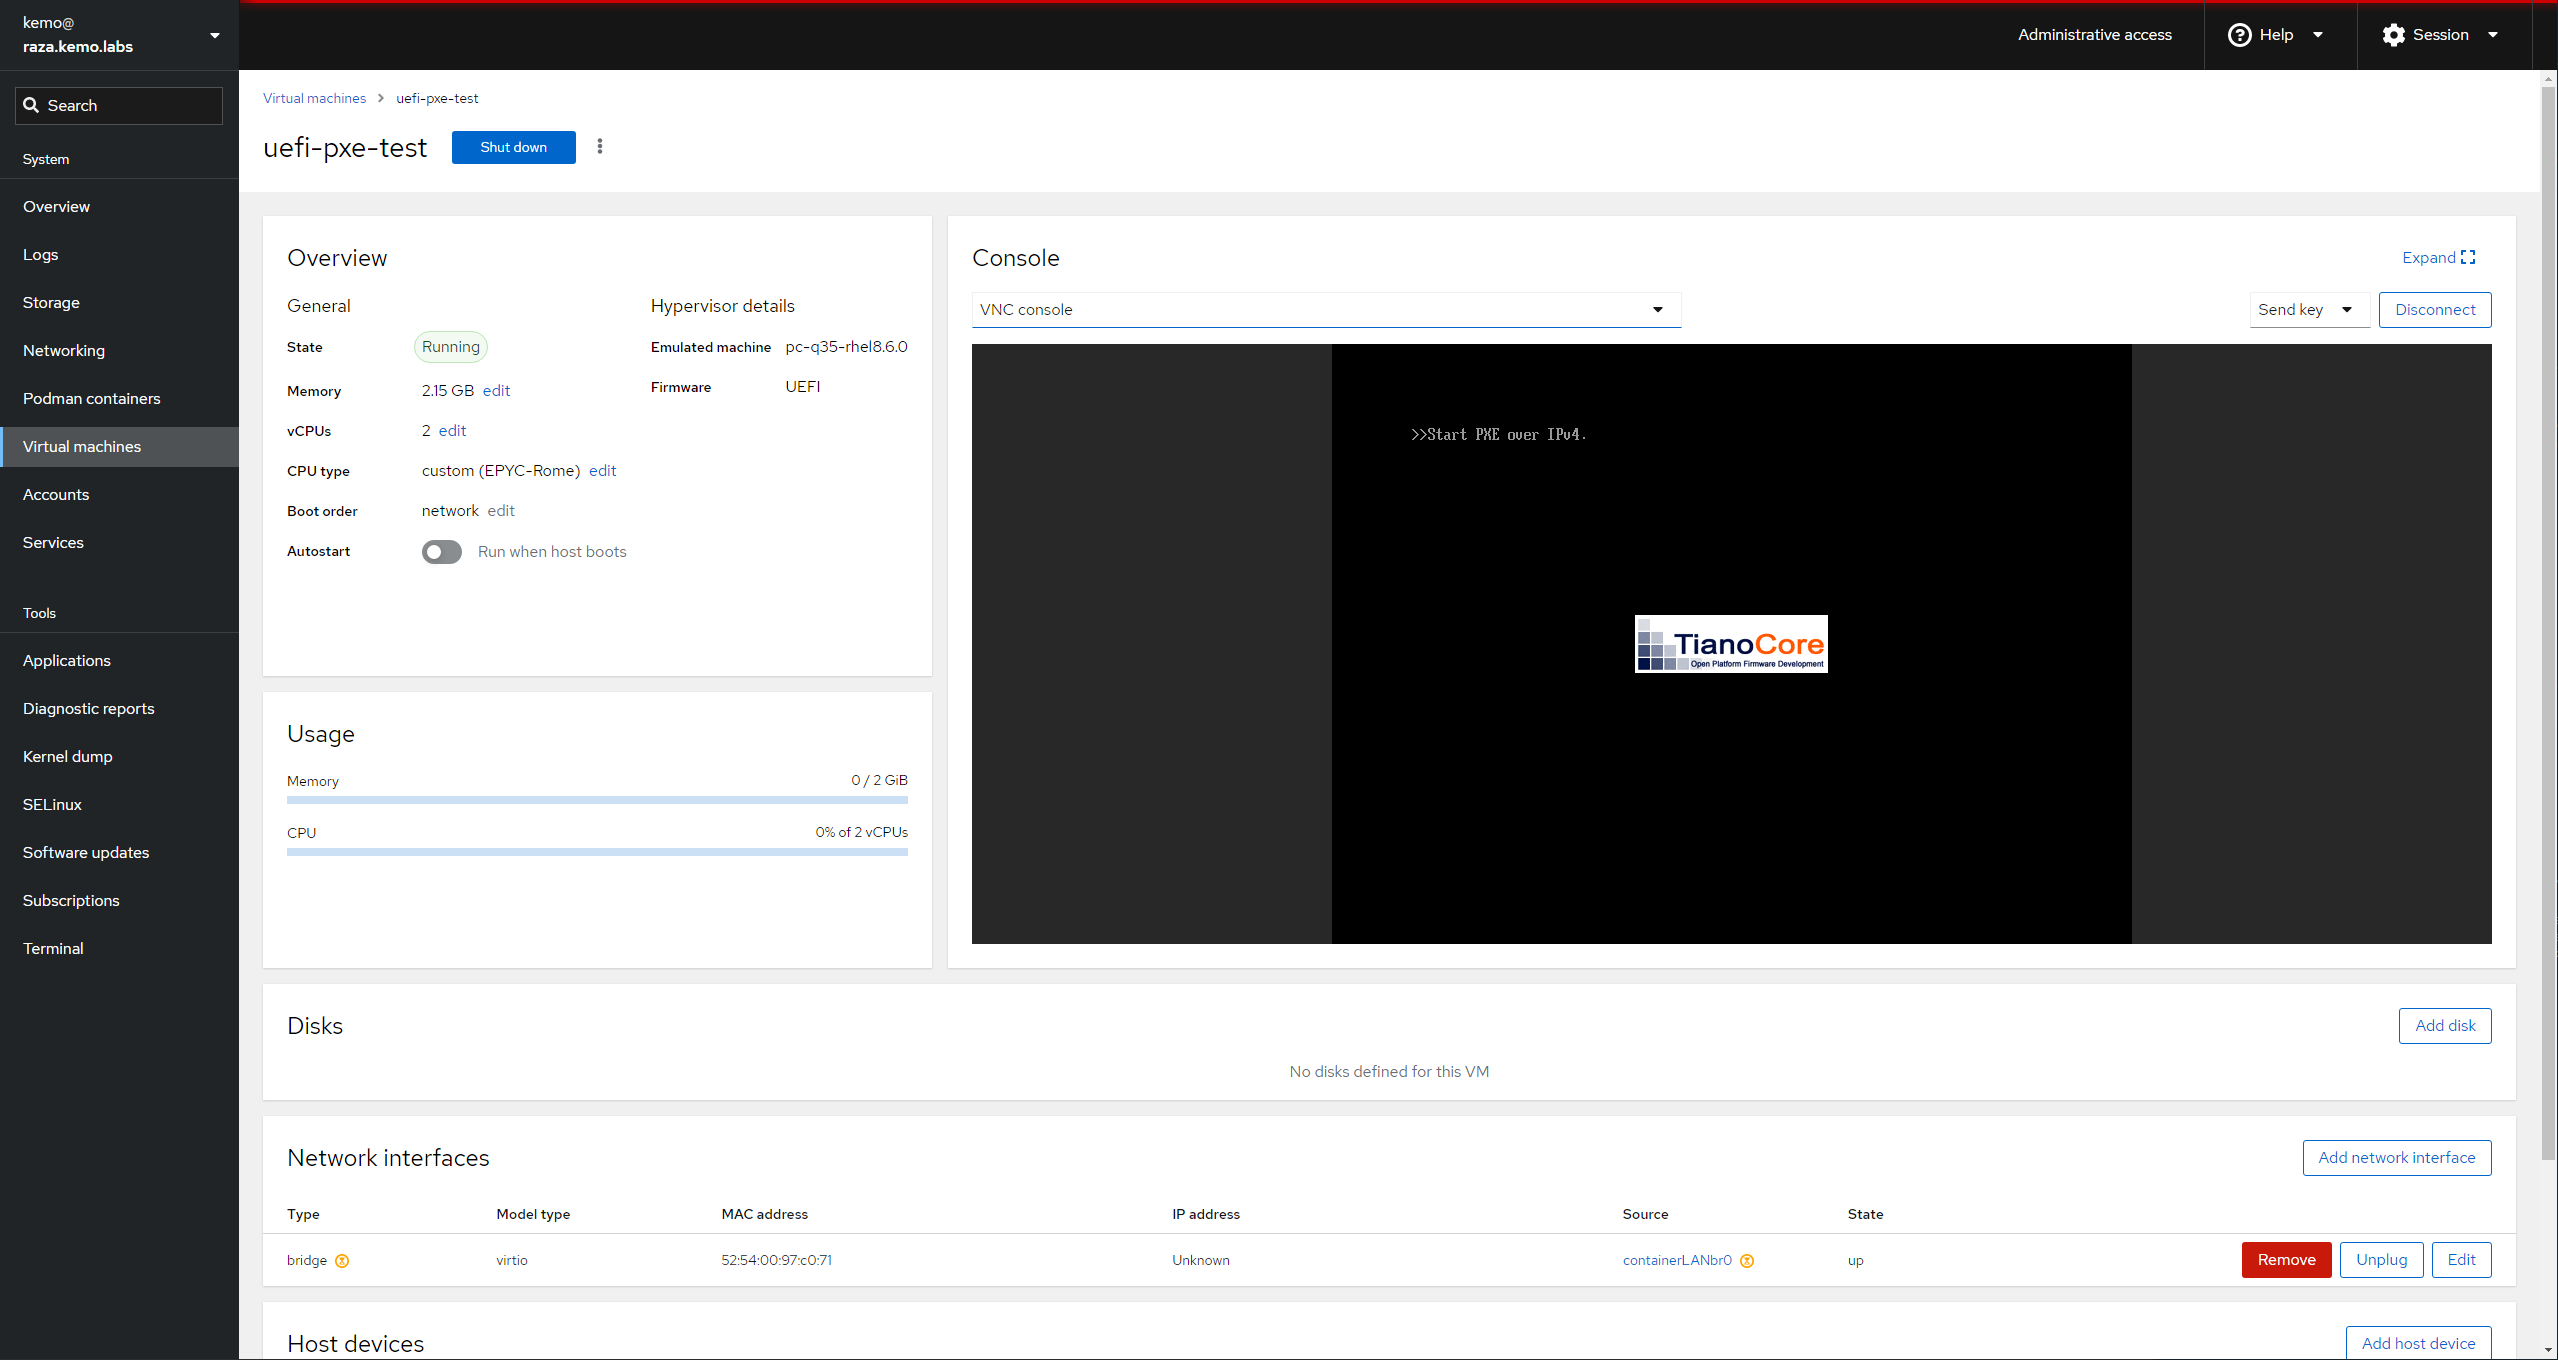 kemo@
raza.kemo.labs
Administrative access
Help
Session
Search
System
Overview
Logs
Storage
Networking
Podman containers
Virtual machines
Accounts
Services
Tools
Applications
Diagnostic reports
Kernel dump
SELinux
Software updates
Subscriptions
Terminal
Virtual machines > uefi-pxe-test
uefi-pxe-test
Shut down
Overview
General
State Running
Memory 2.15 GB edit
vCPUs 2 edit
CPU type custom (EPYC-Rome) edit
Boot order network edit
Autostart Run when host boots
Hypervisor details
Emulated machine pc-q35-rhel8.6.0
Firmware UEFI
Usage
Memory 0 / 2 GiB
CPU 0% of 2 vCPUs
Console
Expand
VNC console
Send key
Disconnect
>>Start PXE over IPv4.
TianoCore
Open Platform Firmware Development
Disks
Add disk
No disks defined for this VM
Network interfaces
Add network interface
Type Model type MAC address IP address Source State
bridge virtio 52:54:00:97:c0:71 Unknown containerLANbr0 up Remove Unplug Edit
Host devices
Add host device